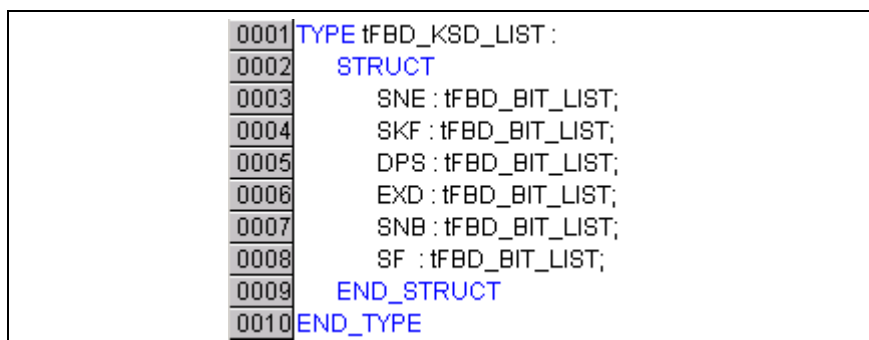 0001 TYPE tFBD_KSD_LIST :
0002 STRUCT
0003 SNE : tFBD_BIT_LIST;
0004 SKF : tFBD_BIT_LIST;
0005 DPS : tFBD_BIT_LIST;
0006 EXD : tFBD_BIT_LIST;
0007 SNB : tFBD_BIT_LIST;
0008 SF : tFBD_BIT_LIST;
0009 END_STRUCT
0010 END_TYPE